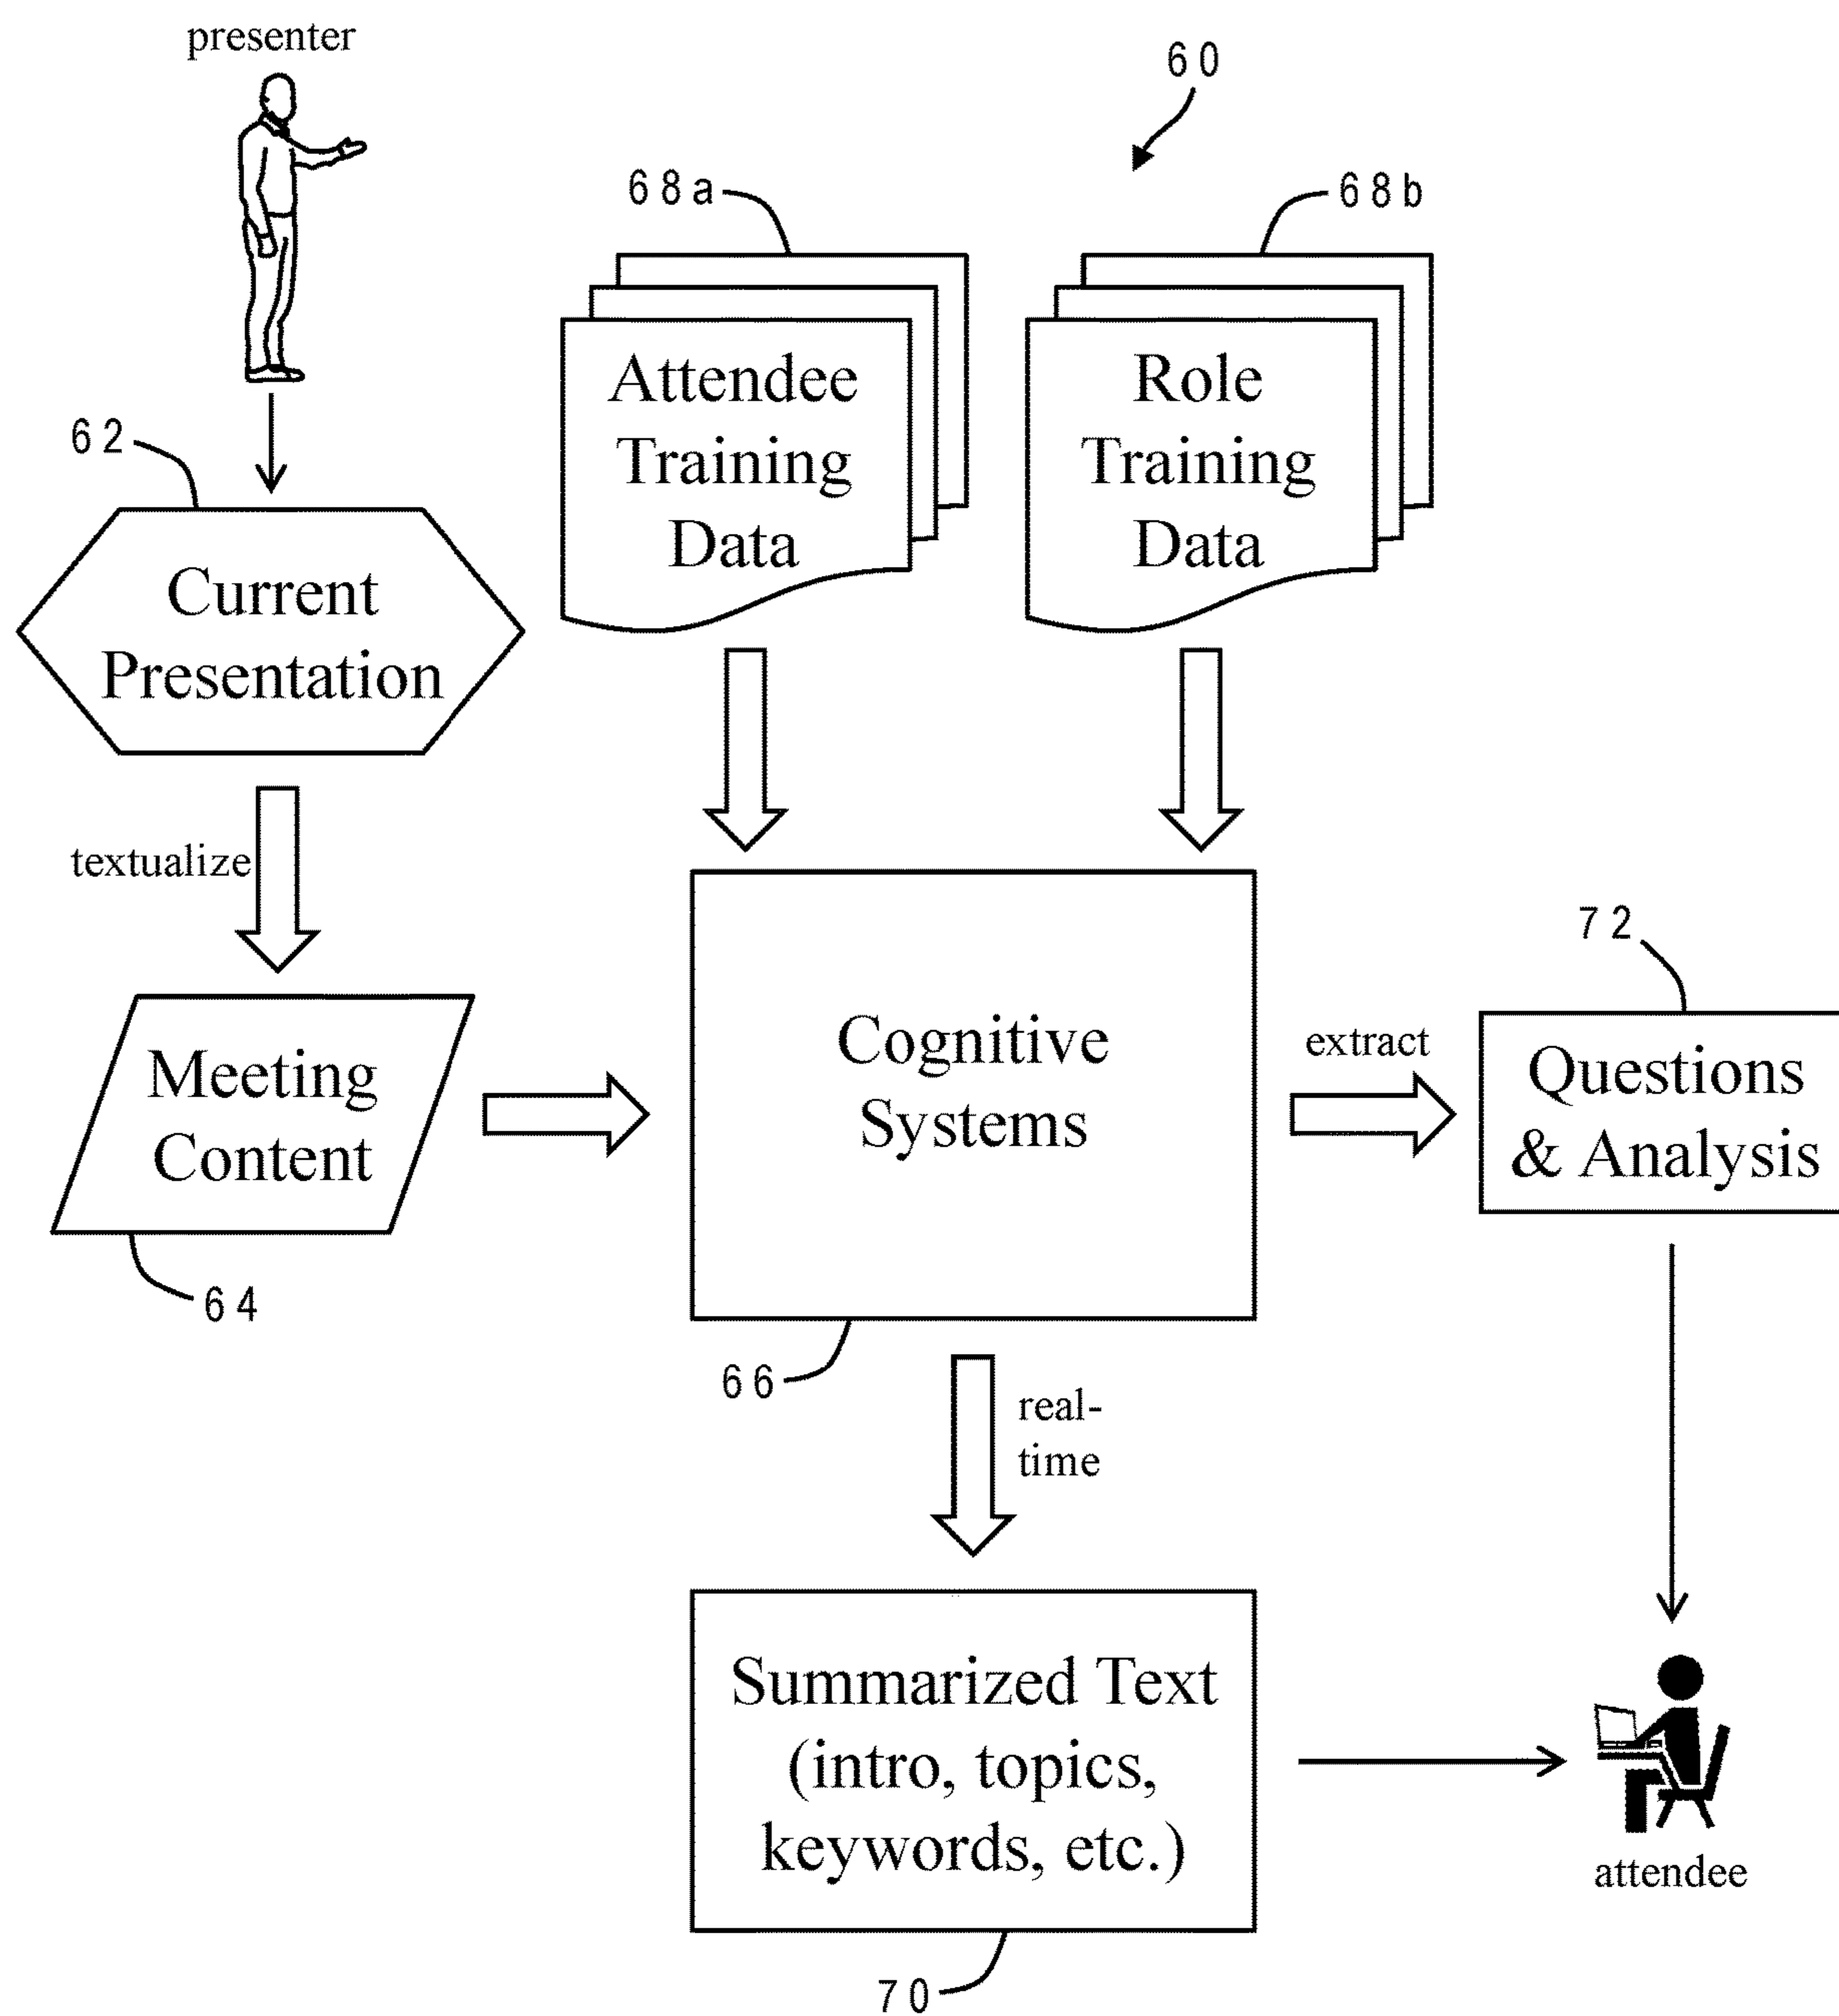 presenter
60
68a
68b
Attendee
Training
Data
Role
Training
Data
62
Current
Presentation
textualize
72
Cognitive
Systems
extract
Questions
& Analysis
Meeting
Content
64
66
real-
time
Summarized Text
(intro, topics,
keywords, etc.)
attendee
70